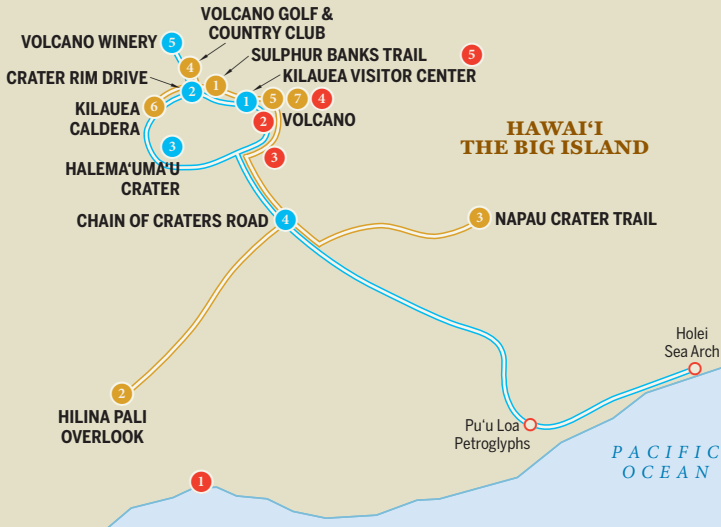 VOLCANO GOLF &
COUNTRY CLUB
VOLCANO WINERY 5
4
SULPHUR BANKS TRAIL
5
CRATER RIM DRIVE
2
1
KILAUEA VISITOR CENTER
1
5
7
4
6
KILAUEA
CALDERA
2
VOLCANO
3
3
HALEMA‘UMA‘U
CRATER
HAWAI‘I
THE BIG ISLAND
CHAIN OF CRATERS ROAD 4
3 NAPAU CRATER TRAIL
Holei
Sea Arch
2
HILINA PALI
OVERLOOK
Pu‘u Loa
Petroglyphs
PACIFIC
OCEAN
1